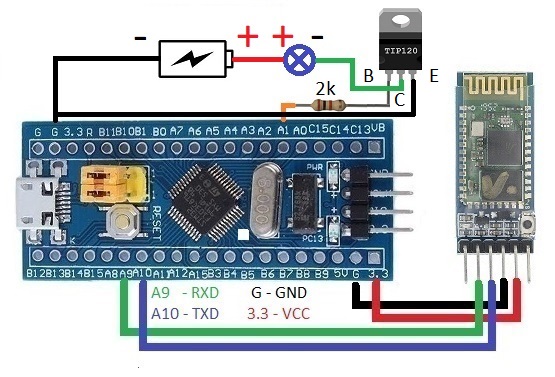 - + + -
TIP120
B E
C
2k
G G 3.3 R B11 B10 B1 B0 A7 A6 A5 A4 A3 A2 A1 A0 C15 C14 C13 VB
PWR
RESET
PC13
B12 B13 B14 B15 A8 A9 A10 A11 A12 A15 B3 B4 B5 B6 B7 B8 B9 5V G 3.3
A9 - RXD G - GND
A10 - TXD 3.3 - VCC